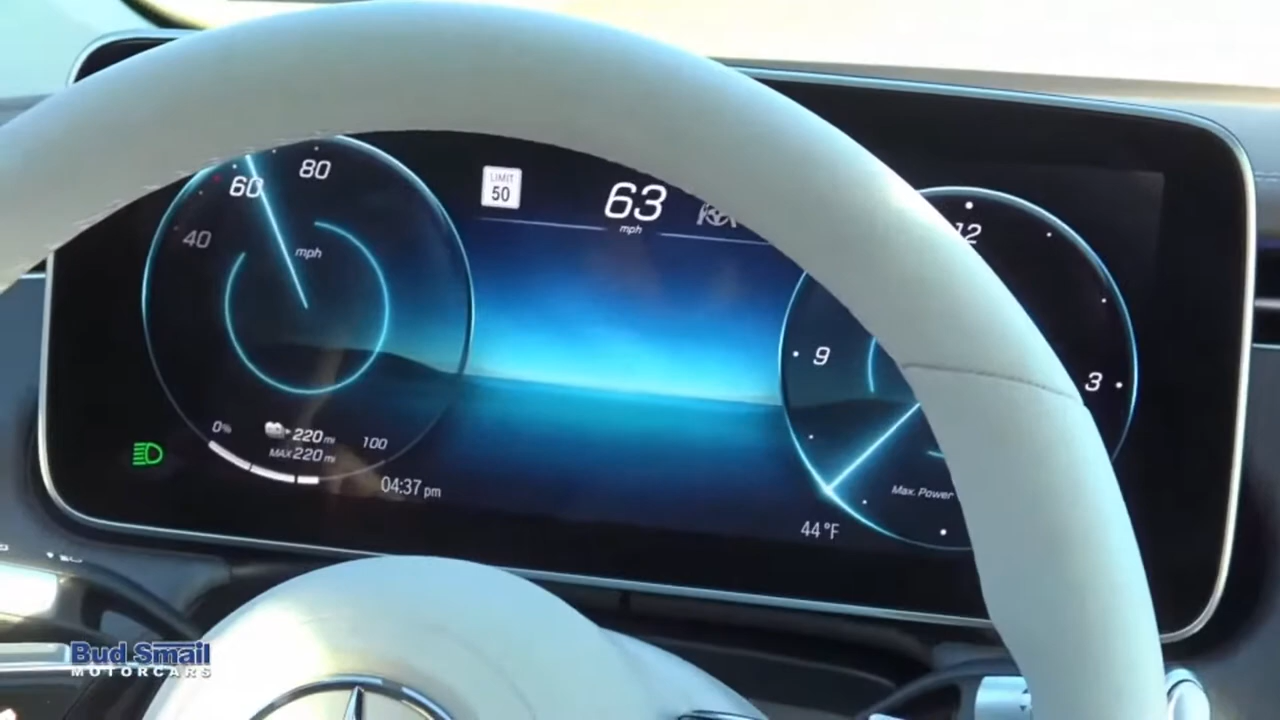 80
60
40
mph
LIMIT
50
63
mph
12
9
3
0%
220 mi
100
MAX 220 mi
04:37 pm
Max. Power
44 °F
Bud Smail
MOTORCARS